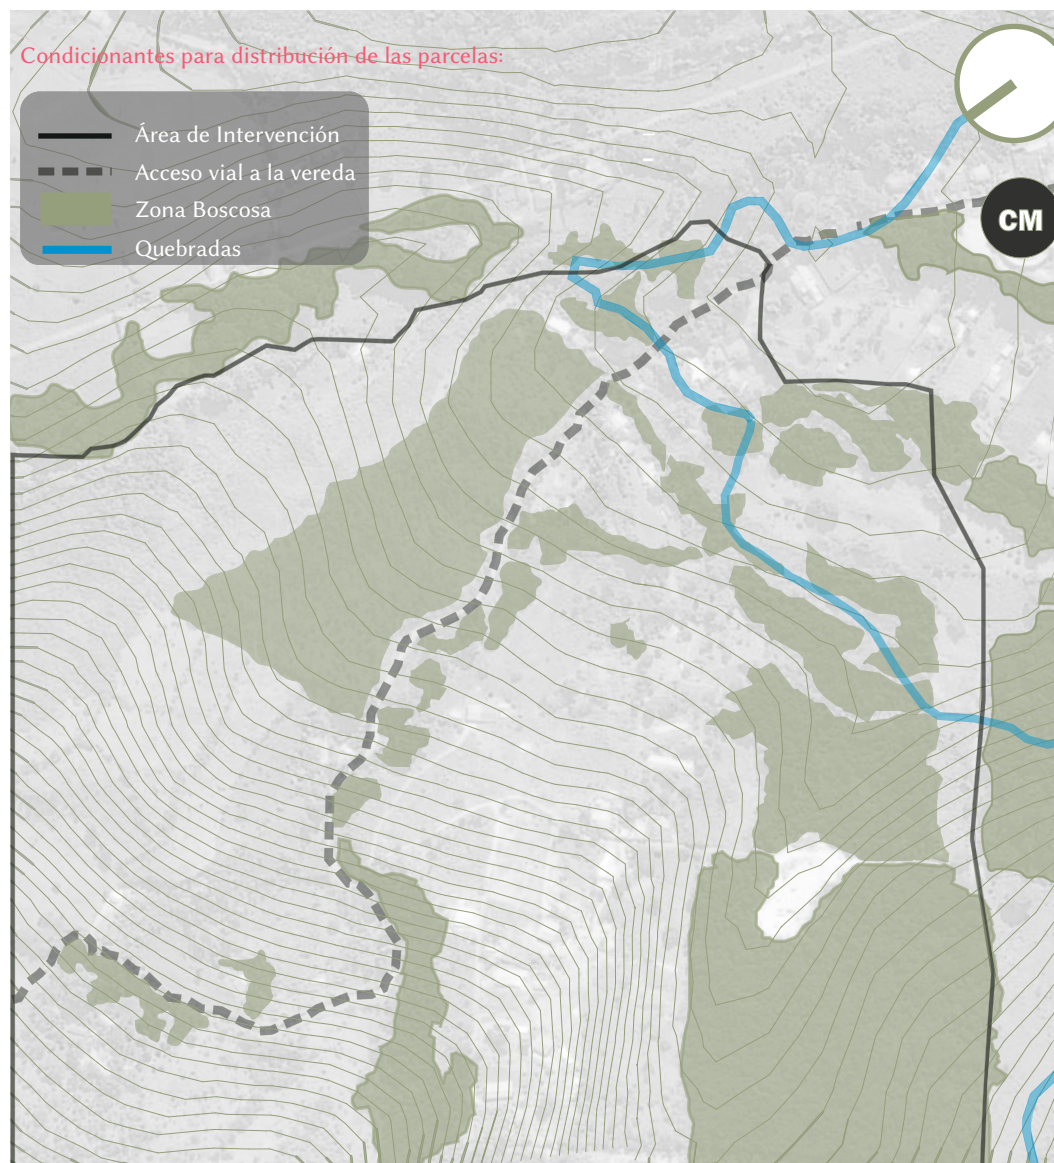 Condicionantes para distribución de las parcelas:
Área de Intervención
Acceso vial a la vereda
Zona Boscosa
Quebradas
CM